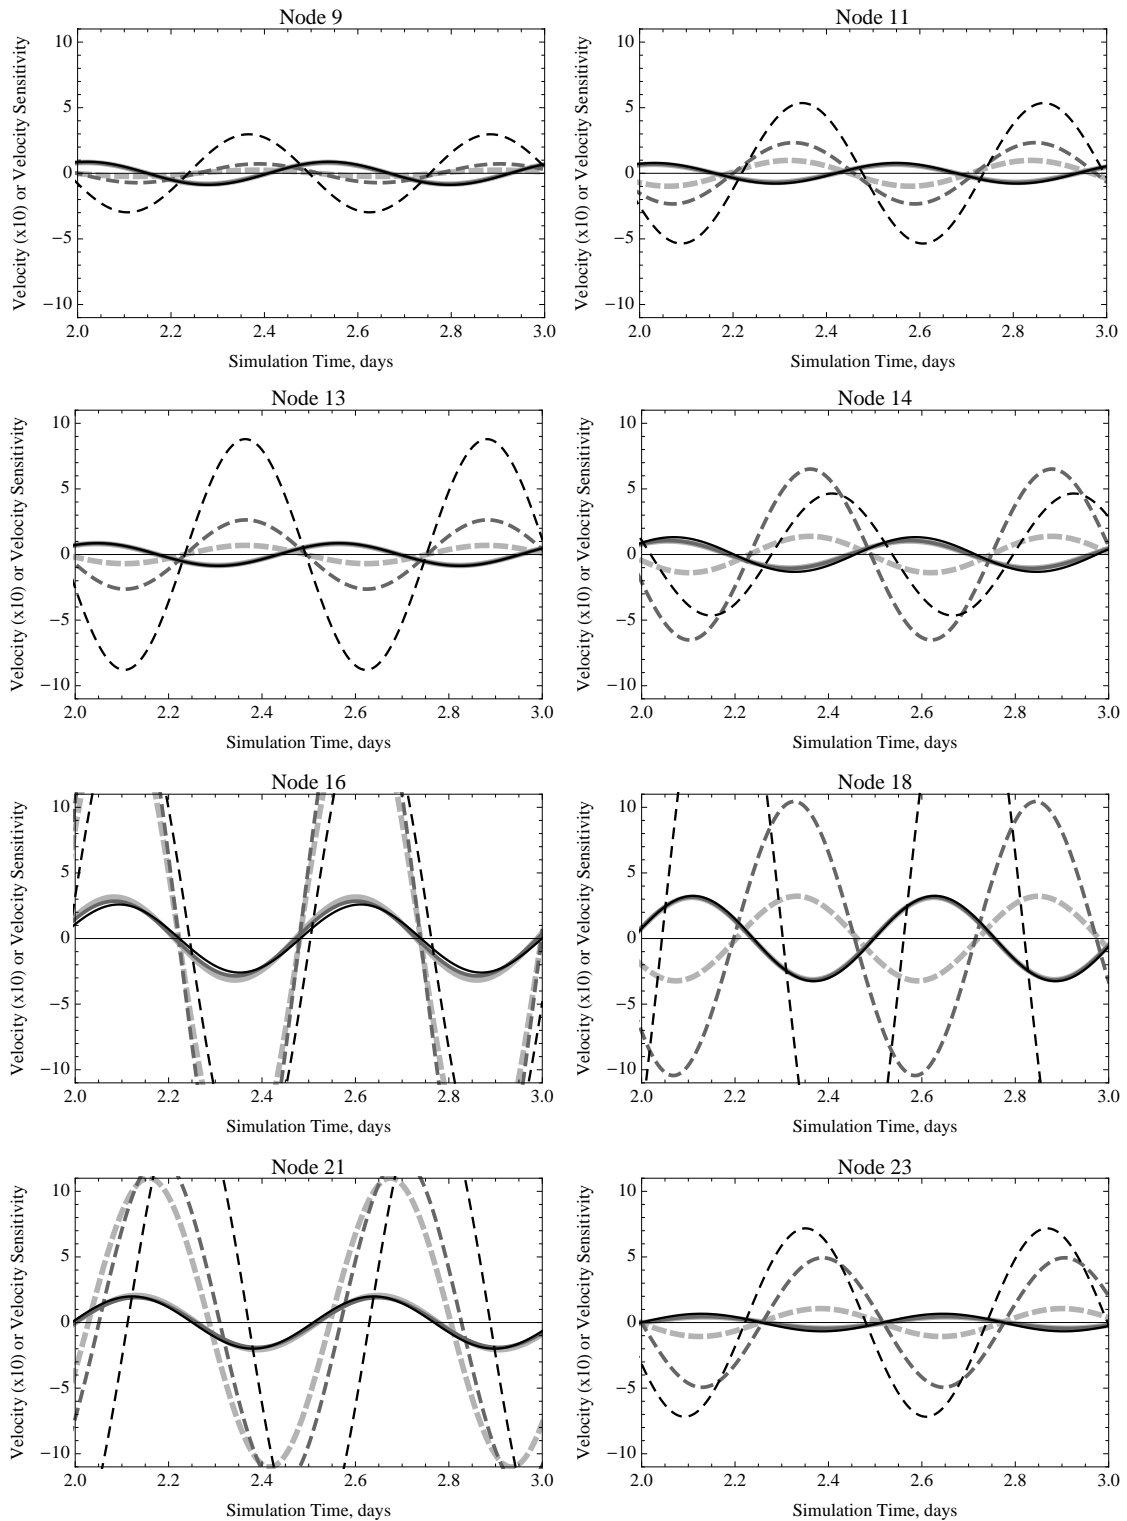 Node 9
Velocity (x10) or Velocity Sensitivity
10
5
0
−5
−10
2.0 2.2 2.4 2.6 2.8 3.0
Simulation Time, days
Node 11
Velocity (x10) or Velocity Sensitivity
10
5
0
−5
−10
2.0 2.2 2.4 2.6 2.8 3.0
Simulation Time, days
Node 13
Velocity (x10) or Velocity Sensitivity
10
5
0
−5
−10
2.0 2.2 2.4 2.6 2.8 3.0
Simulation Time, days
Node 14
Velocity (x10) or Velocity Sensitivity
10
5
0
−5
−10
2.0 2.2 2.4 2.6 2.8 3.0
Simulation Time, days
Node 16
Velocity (x10) or Velocity Sensitivity
10
5
0
−5
−10
2.0 2.2 2.4 2.6 2.8 3.0
Simulation Time, days
Node 18
Velocity (x10) or Velocity Sensitivity
10
5
0
−5
−10
2.0 2.2 2.4 2.6 2.8 3.0
Simulation Time, days
Node 21
Velocity (x10) or Velocity Sensitivity
10
5
0
−5
−10
2.0 2.2 2.4 2.6 2.8 3.0
Simulation Time, days
Node 23
Velocity (x10) or Velocity Sensitivity
10
5
0
−5
−10
2.0 2.2 2.4 2.6 2.8 3.0
Simulation Time, days